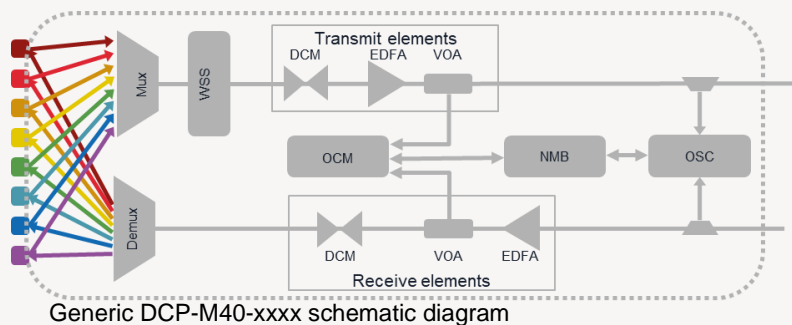 Transmit elements
DCM
EDFA
VOA
Mux
WSS
OCM
NMB
OSC
Demux
DCM
VOA
EDFA
Receive elements
Generic DCP-M40-xxxx schematic diagram